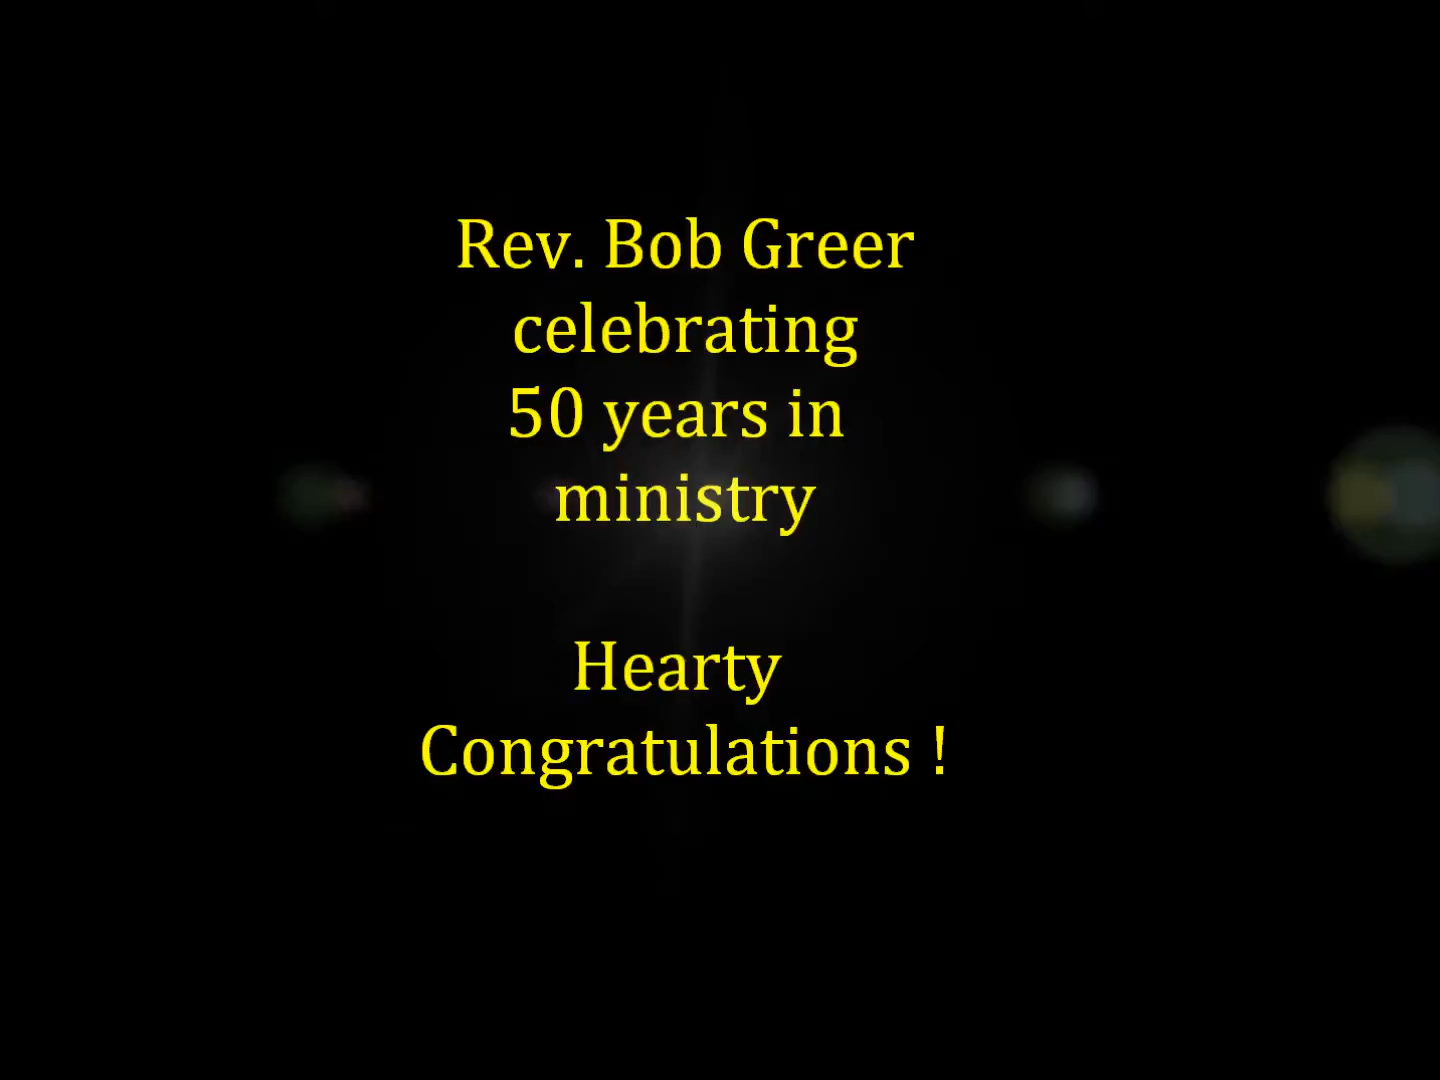 Rev. Bob Greer
celebrating
50 years in
ministry
Hearty
Congratulations !